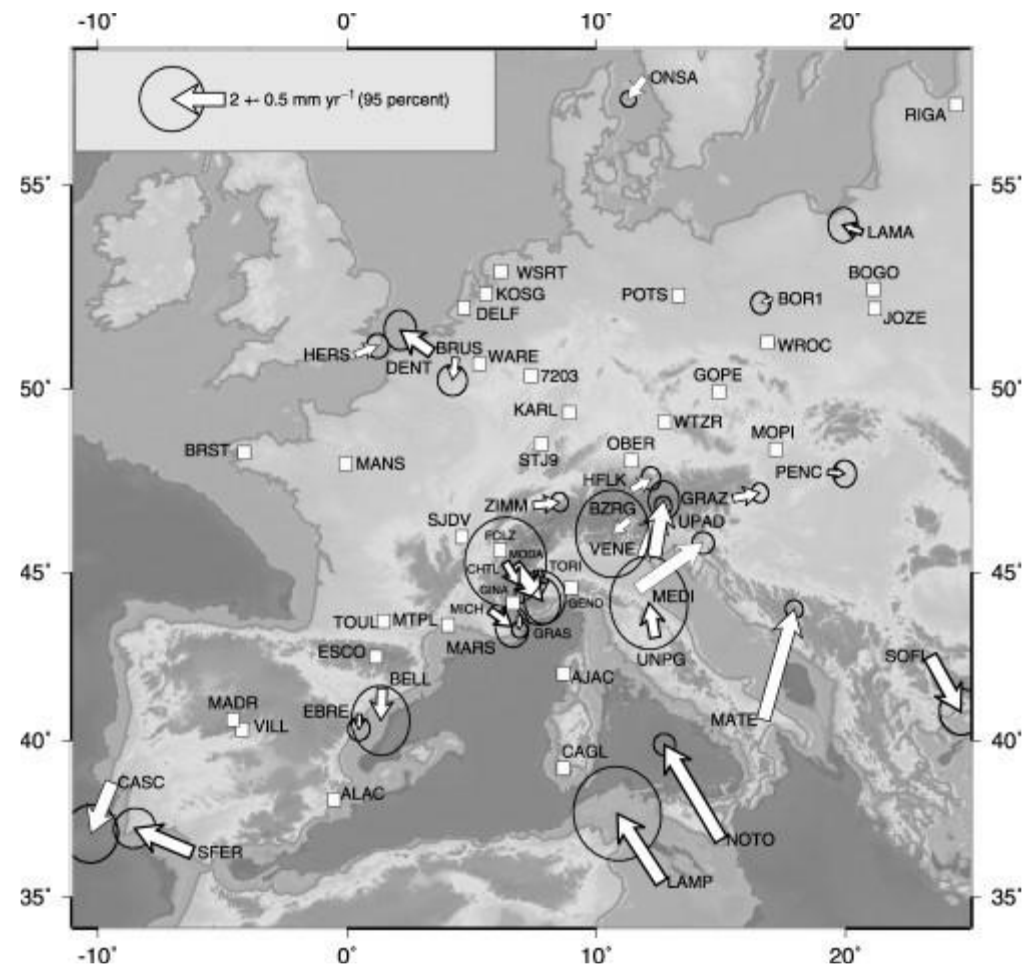 -10° 0° 10° 20°
2 +- 0.5 mm yr⁻¹ (95 percent)
ONSA
RIGA
55° 55°
LAMA
WSRT
BOGO
KOSG
POTS
BOR1
DELF
JOZE
BRUS
HERS
WARE
WROC
DENT
7203
GOPE
50° 50°
KARL
WTZR
MOPI
BRST
MANS
STJ9
OBER
PENC
HFLK
GRAZ
ZIMM
BZRG
UPAD
SJDV
FCLZ
VENE
MODA
TORI
45° 45°
CHTL
GINA
GENO
MEDI
MICH
TOUL
MTPL
GRAS
MARS
UNPG
ESCO
SOFI
AJAC
BELL
MADR
EBRE
MATE
VILL
40° 40°
CAGL
CASC
ALAC
NOTO
SFER
LAMP
35° 35°
-10° 0° 10° 20°